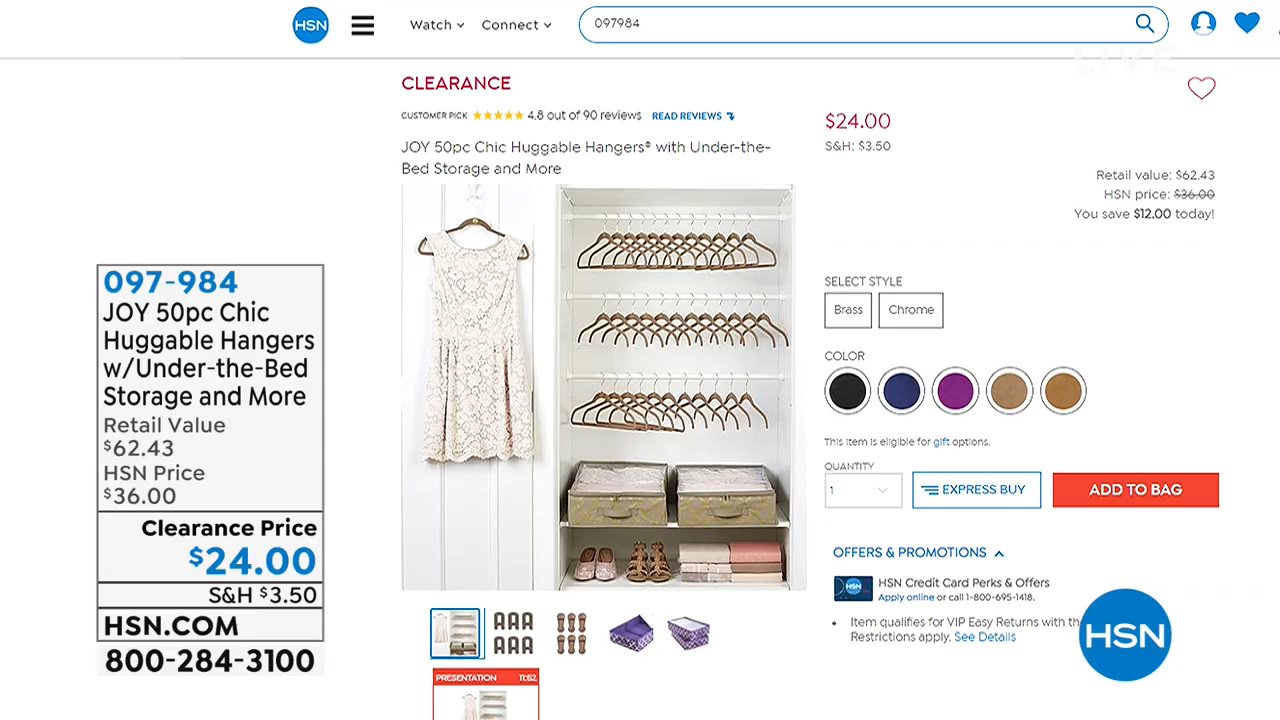 HSN
Watch
Connect
097984
LIVE
CLEARANCE
CUSTOMER PICK 4.8 out of 90 reviews READ REVIEWS
JOY 50pc Chic Huggable Hangers® with Under-the-
Bed Storage and More
$24.00
S&H: $3.50
Retail value: $62.43
HSN price: $36.00
You save $12.00 today!
SELECT STYLE
Brass
Chrome
COLOR
This item is eligible for gift options.
QUANTITY
1
EXPRESS BUY
ADD TO BAG
OFFERS & PROMOTIONS
HSN
HSN Credit Card Perks & Offers
Apply online or call 1-800-695-1418.
Item qualifies for VIP Easy Returns with th
Restrictions apply. See Details
HSN
PRESENTATION 11:52
097-984
JOY 50pc Chic
Huggable Hangers
w/Under-the-Bed
Storage and More
Retail Value
$62.43
HSN Price
$36.00
Clearance Price
$24.00
S&H $3.50
HSN.COM
800-284-3100